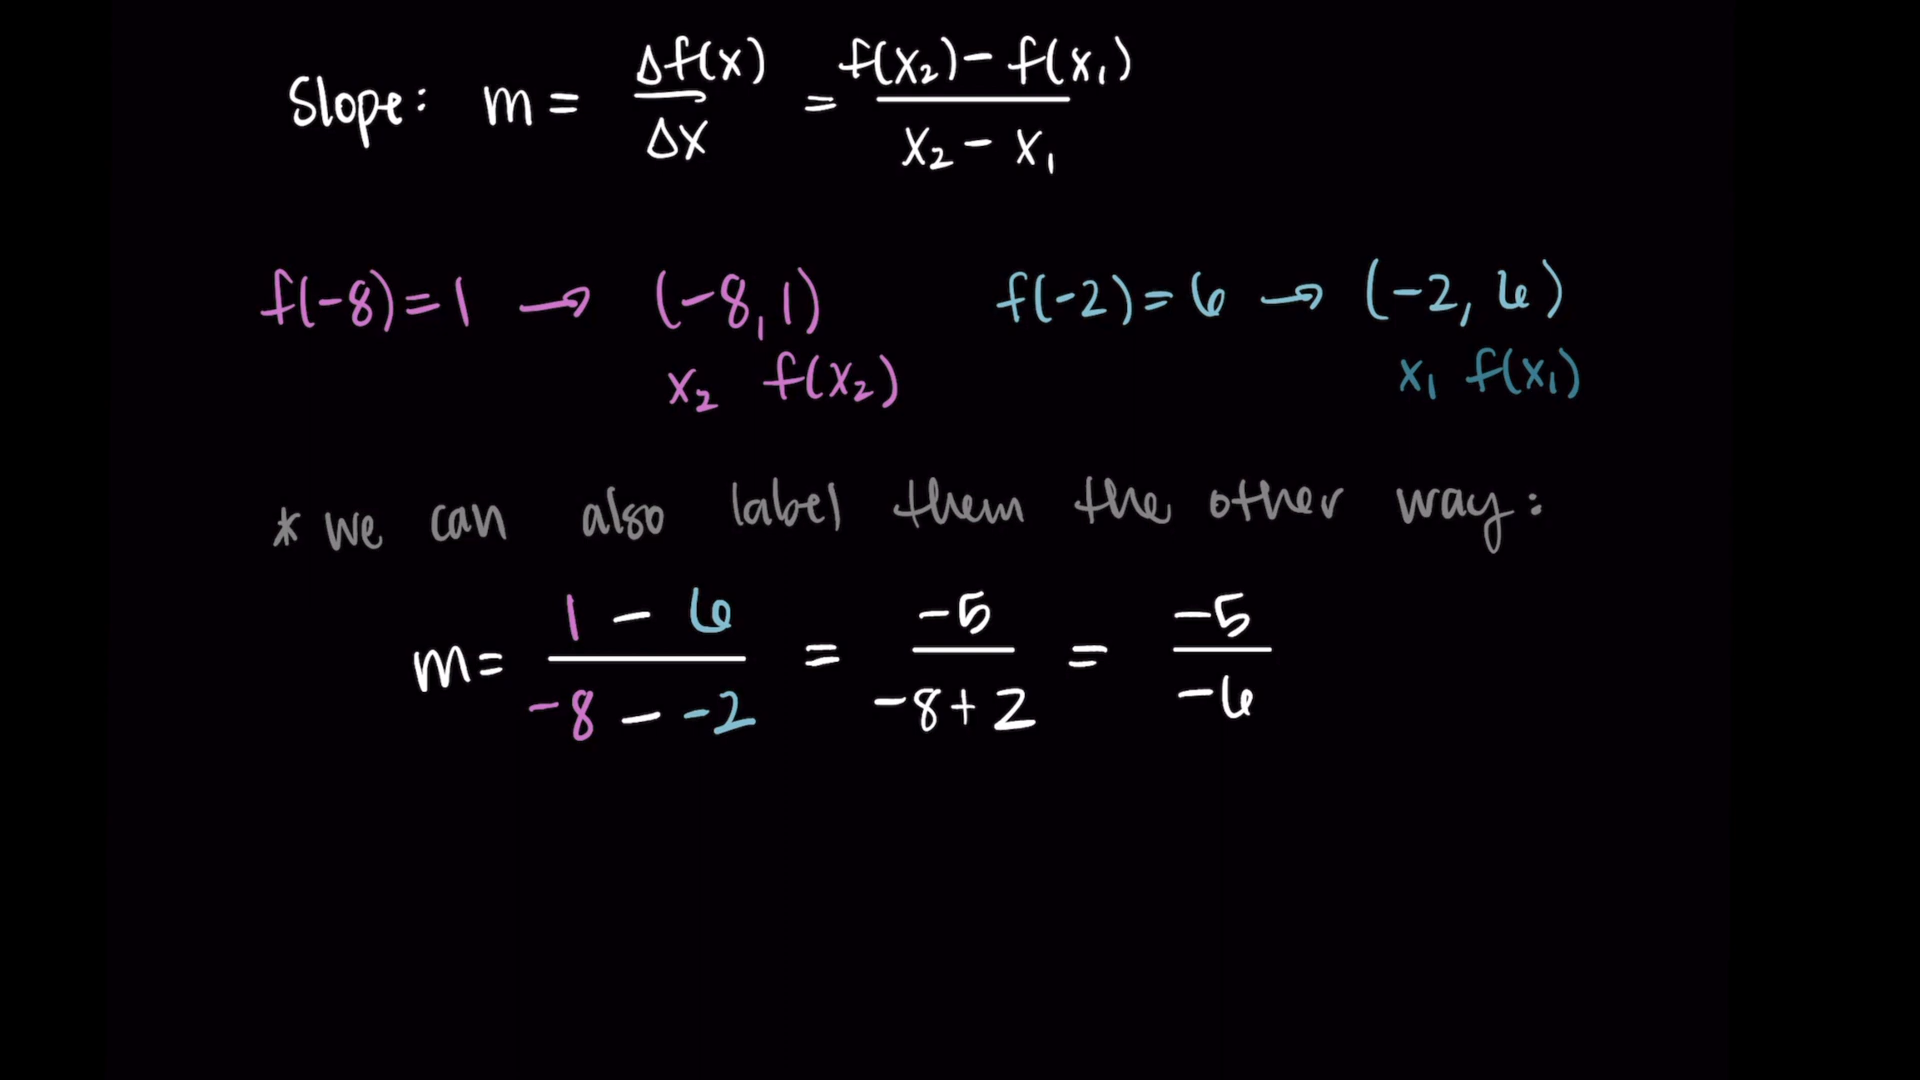 Slope: m = Δf(x)/Δx = f(x₂) - f(x₁)/x₂ - x₁
f(-8) = 1 → (-8, 1) f(-2) = 6 → (-2, 6)
x₂ f(x₂) x₁ f(x₁)
* we can also label them the other way:
m = 1 - 6/-8 - -2 = -5/-8 + 2 = -5/-6